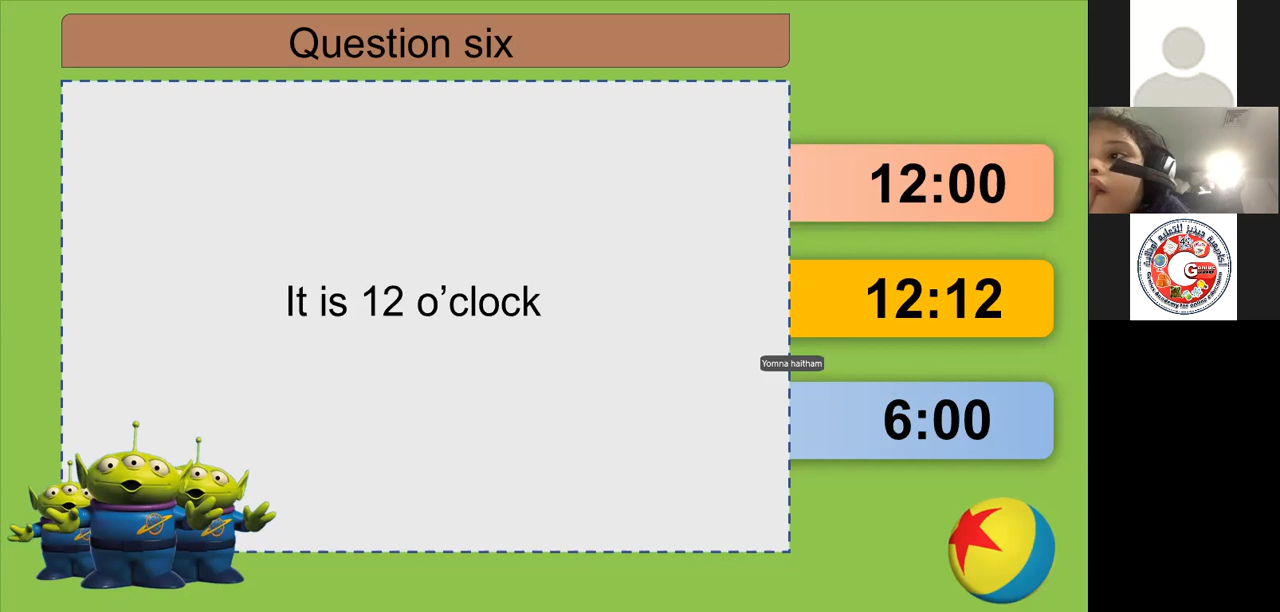 Question six
It is 12 o’clock
12:00
12:12
6:00
Yomna haitham